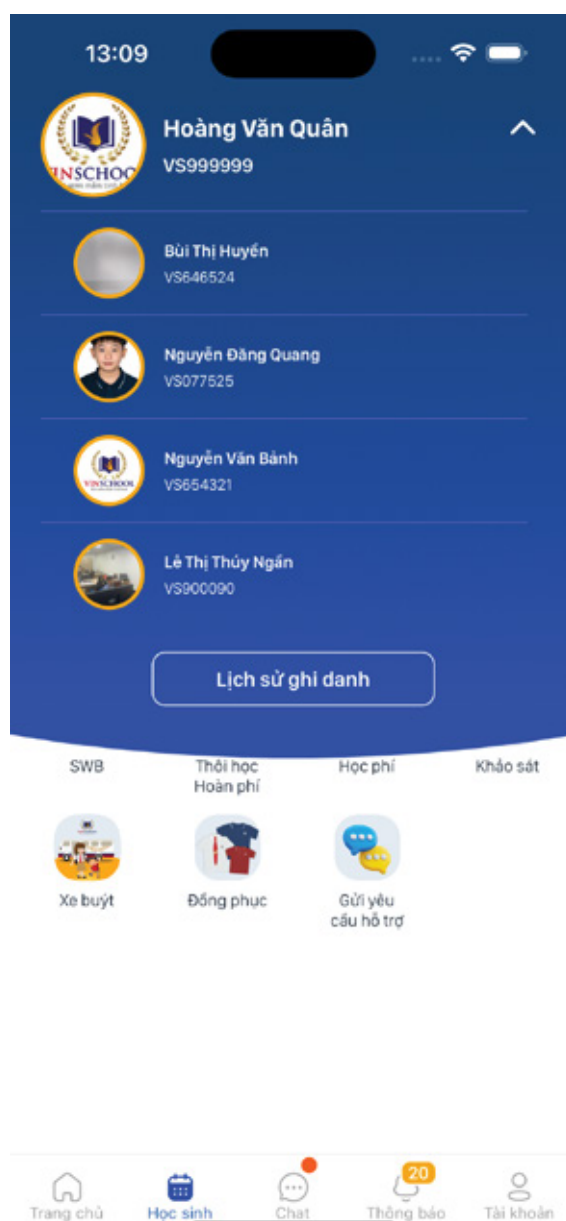 13:09
VINSCHOOL
Hoàng Văn Quân
VS999999
Bùi Thị Huyền
VS646524
Nguyễn Đăng Quang
VS077525
VINSCHOOL
Nguyễn Văn Bảnh
VS654321
Lê Thị Thúy Ngần
VS900090
Lịch sử ghi danh
SWB
Thôi học
Hoàn phí
Học phí
Khảo sát
Xe buýt
Đồng phục
Gửi yêu
cầu hỗ trợ
20
Trang chủ
Học sinh
Chat
Thông báo
Tài khoản